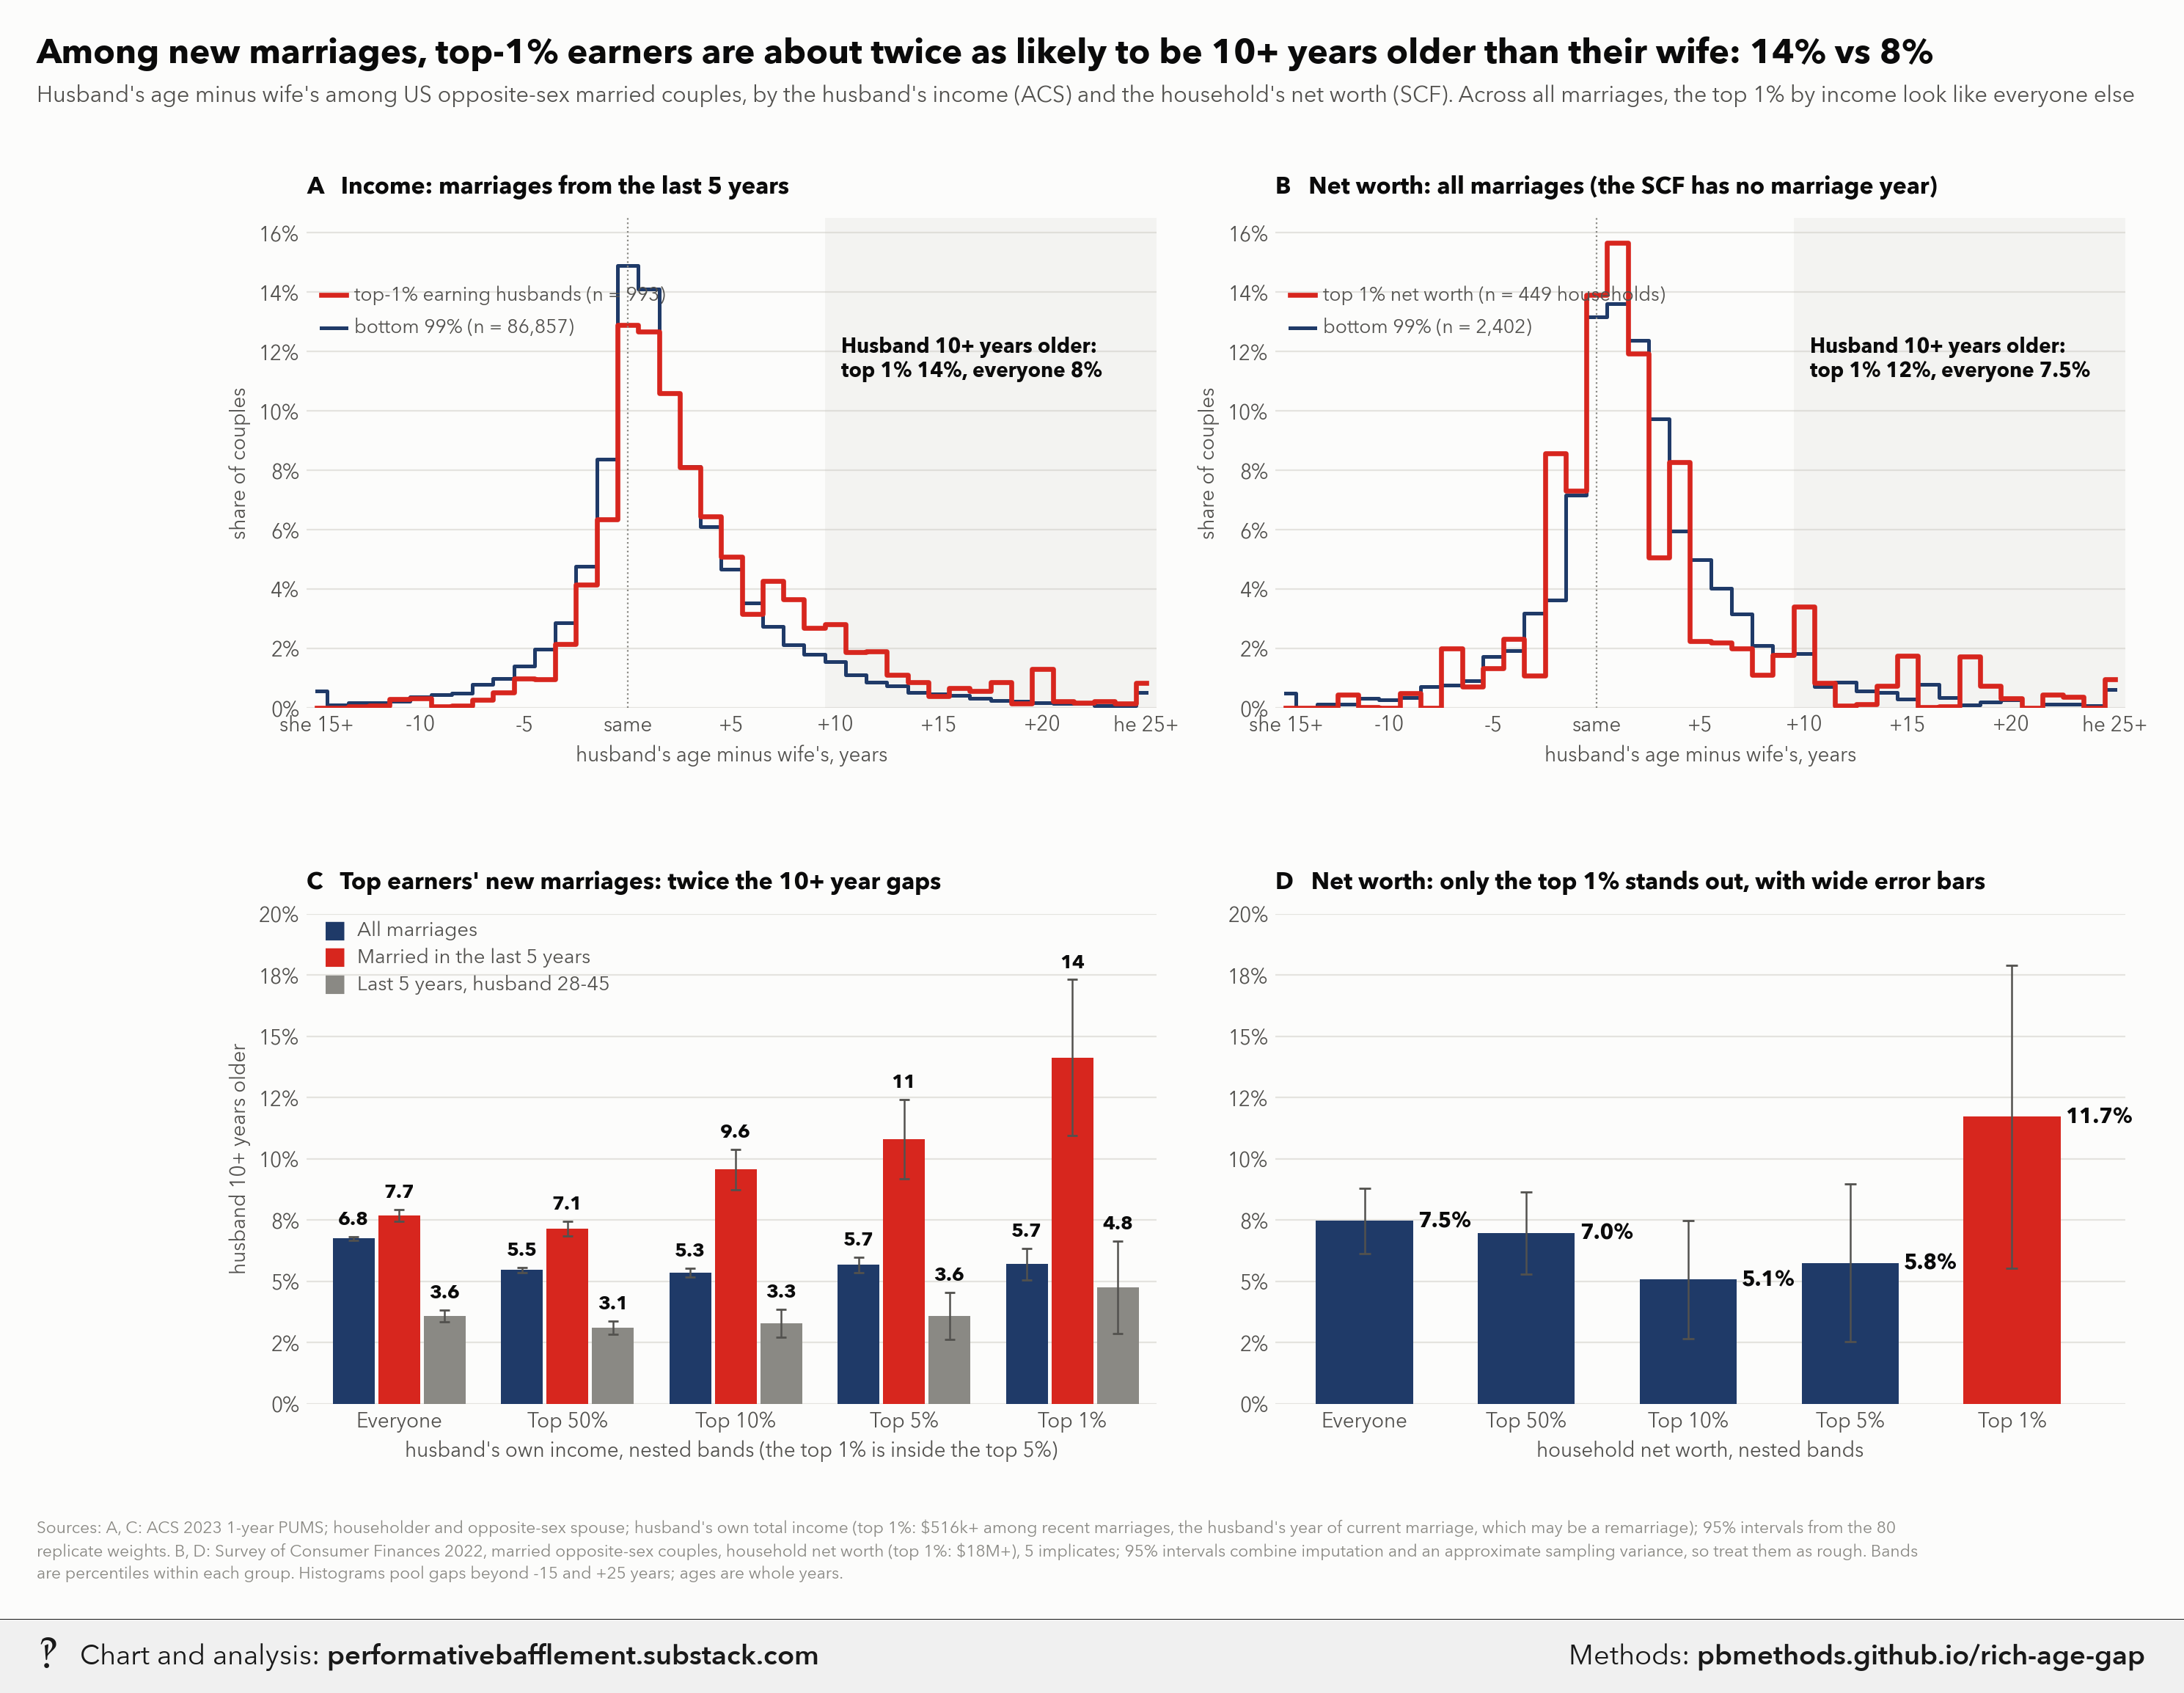 Among new marriages, top-1% earners are about twice as likely to be 10+ years older than their wife: 14% vs 8%
Husband's age minus wife's among US opposite-sex married couples, by the husband's income (ACS) and the household's net worth (SCF). Across all marriages, the top 1% by income look like everyone else
A Income: marriages from the last 5 years
16%
14%
12%
10%
8%
6%
4%
2%
0%
share of couples
top-1% earning husbands (n = 993)
bottom 99% (n = 86,857)
Husband 10+ years older:
top 1% 14%, everyone 8%
she 15+ -10 -5 same +5 +10 +15 +20 he 25+
husband's age minus wife's, years
B Net worth: all marriages (the SCF has no marriage year)
16%
14%
12%
10%
8%
6%
4%
2%
0%
share of couples
top 1% net worth (n = 449 households)
bottom 99% (n = 2,402)
Husband 10+ years older:
top 1% 12%, everyone 7.5%
she 15+ -10 -5 same +5 +10 +15 +20 he 25+
husband's age minus wife's, years
C Top earners' new marriages: twice the 10+ year gaps
20%
18%
15%
12%
10%
8%
5%
2%
0%
husband 10+ years older
All marriages
Married in the last 5 years
Last 5 years, husband 28-45
6.8 7.7 3.6
5.5 7.1 3.1
5.3 9.6 3.3
5.7 11 3.6
5.7 14 4.8
Everyone Top 50% Top 10% Top 5% Top 1%
husband's own income, nested bands (the top 1% is inside the top 5%)
D Net worth: only the top 1% stands out, with wide error bars
20%
18%
15%
12%
10%
8%
5%
2%
0%
7.5% 7.0% 5.1% 5.8% 11.7%
Everyone Top 50% Top 10% Top 5% Top 1%
household net worth, nested bands
Sources: A, C: ACS 2023 1-year PUMS; householder and opposite-sex spouse; husband's own total income (top 1%: $516k+ among recent marriages, the husband's year of current marriage, which may be a remarriage); 95% intervals from the 80
replicate weights. B, D: Survey of Consumer Finances 2022, married opposite-sex couples, household net worth (top 1%: $18M+), 5 implicates; 95% intervals combine imputation and an approximate sampling variance, so treat them as rough. Bands
are percentiles within each group. Histograms pool gaps beyond -15 and +25 years; ages are whole years.
‽ Chart and analysis: performativebafflement.substack.com
Methods: pbmethods.github.io/rich-age-gap